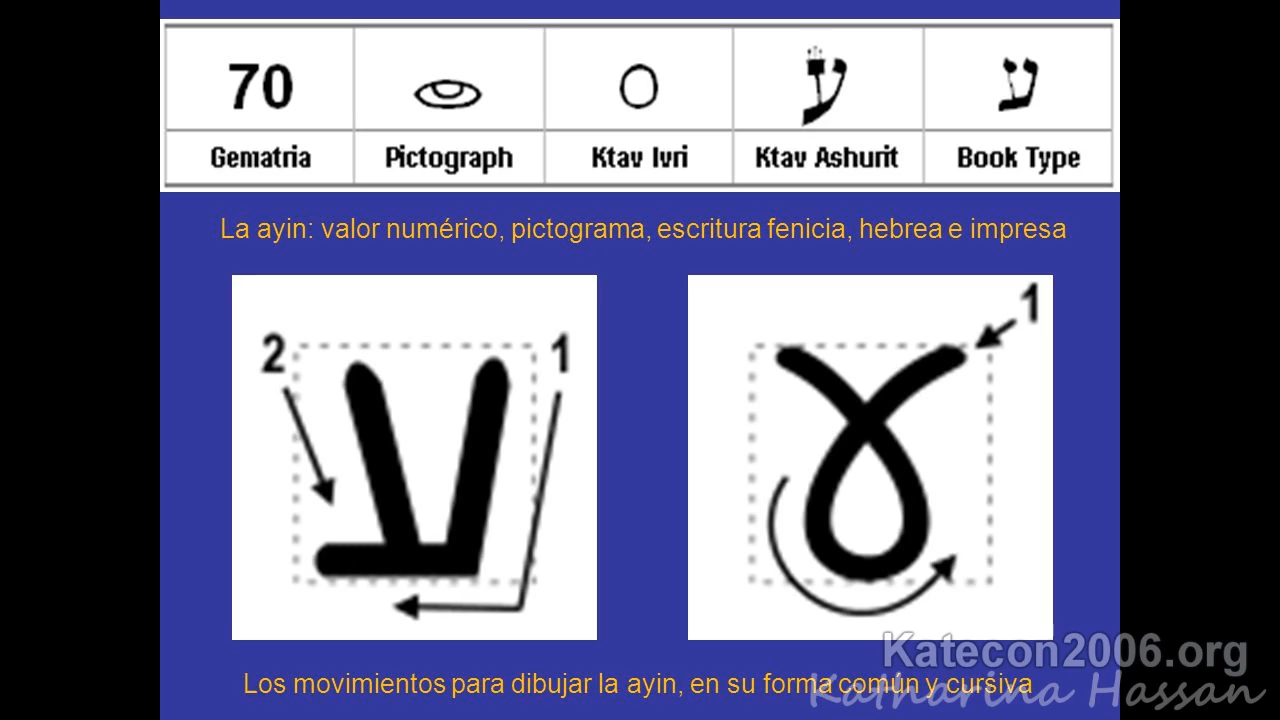 70 O ע ע
Gematria Pictograph Ktav Ivri Ktav Ashurit Book Type
La ayin: valor numérico, pictograma, escritura fenicia, hebrea e impresa
2 ע 1
1 ע
Katecon2006.org
Katharina Hassan
Los movimientos para dibujar la ayin, en su forma común y cursiva